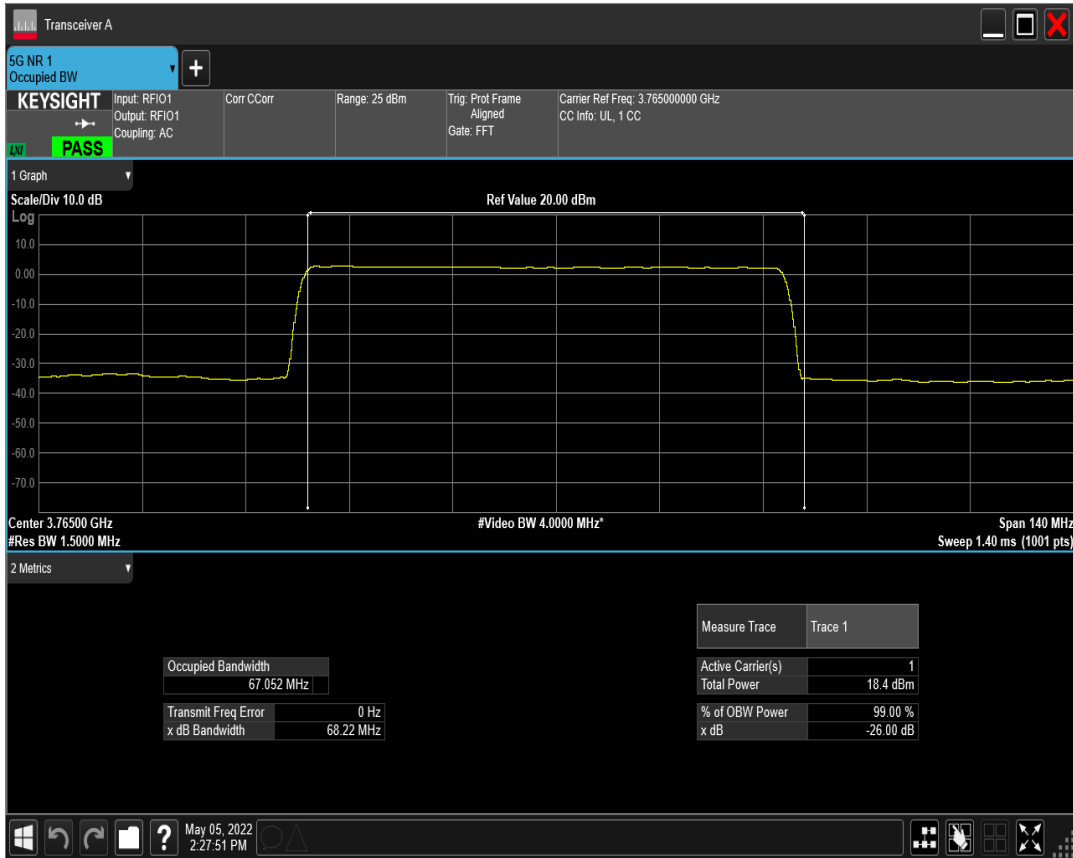 Transceiver A
5G NR 1
Occupied BW
KEYSIGHT
LXI
PASS
Input: RFIO1
Output: RFIO1
Coupling: AC
Corr CCorr
Range: 25 dBm
Trig: Prot Frame
Aligned
Gate: FFT
Carrier Ref Freq: 3.765000000 GHz
CC Info: UL, 1 CC
1 Graph
Scale/Div 10.0 dB
Ref Value 20.00 dBm
Log
10.0
0.00
-10.0
-20.0
-30.0
-40.0
-50.0
-60.0
-70.0
Center 3.76500 GHz
#Video BW 4.0000 MHz*
Span 140 MHz
#Res BW 1.5000 MHz
Sweep 1.40 ms (1001 pts)
2 Metrics
Measure Trace Trace 1
Occupied Bandwidth
67.052 MHz
Active Carrier(s) 1
Total Power 18.4 dBm
Transmit Freq Error 0 Hz
x dB Bandwidth 68.22 MHz
% of OBW Power 99.00 %
x dB -26.00 dB
?
May 05, 2022
2:27:51 PM